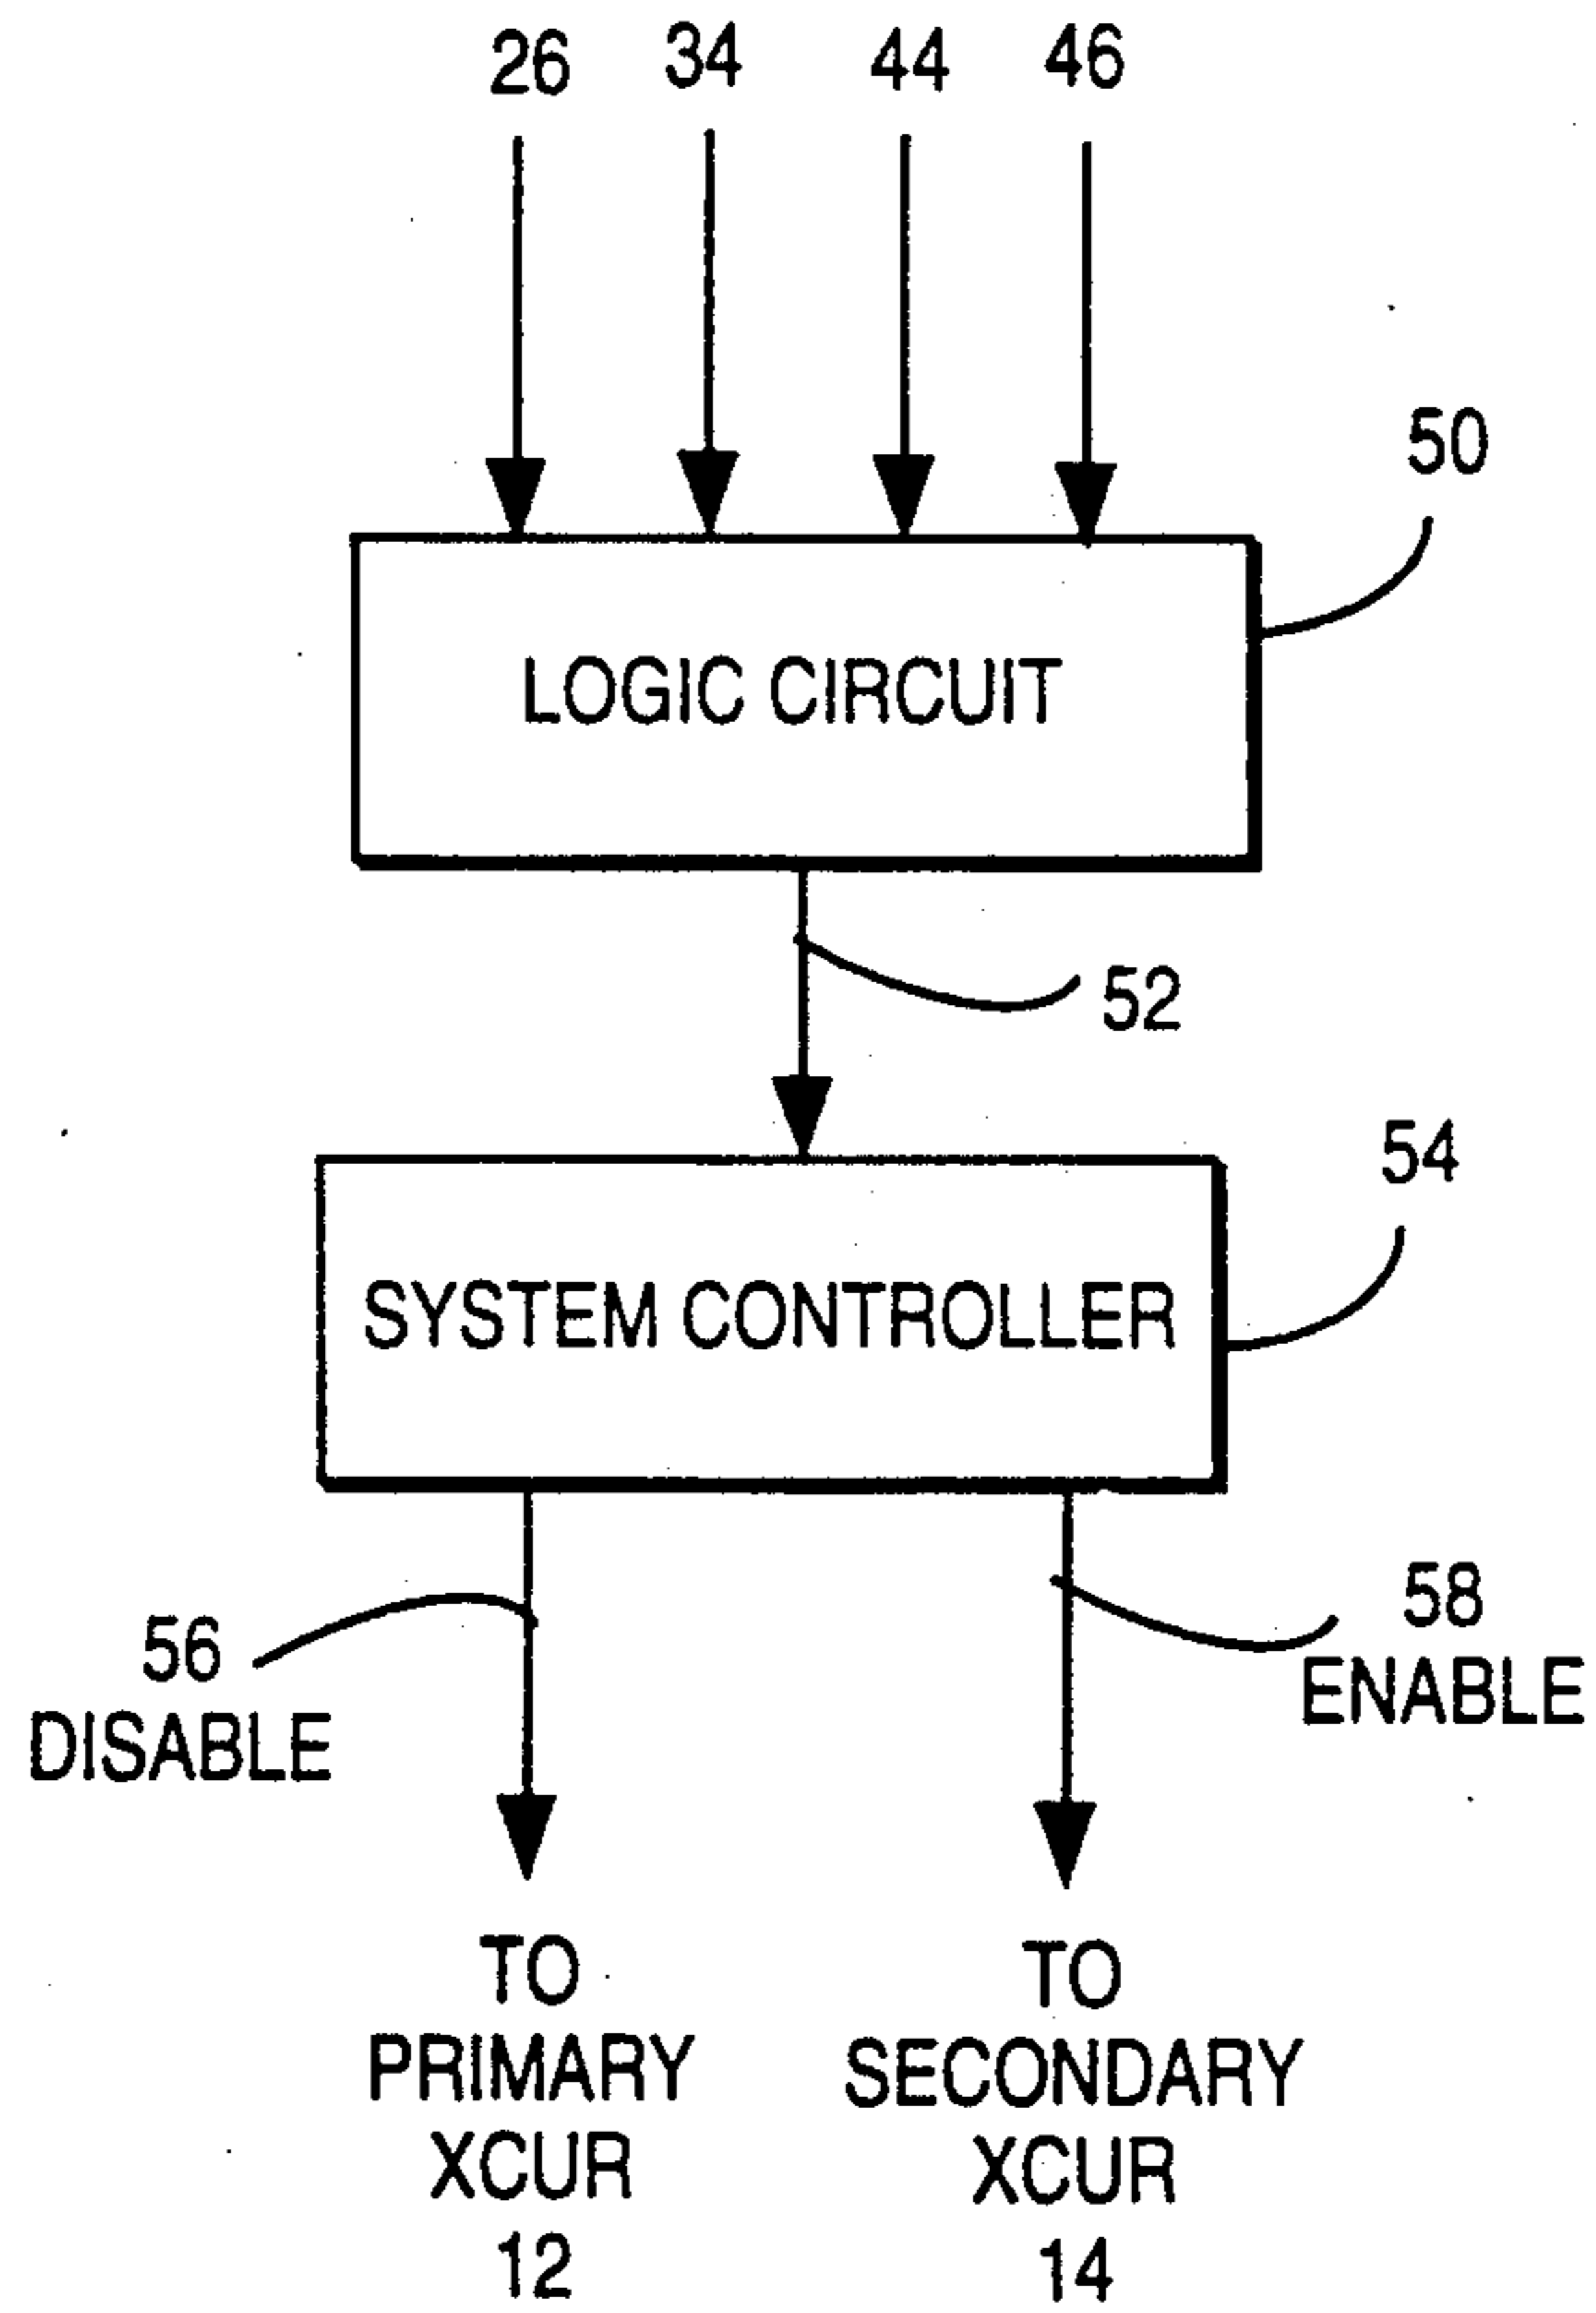 26 34 44 46
50
LOGIC CIRCUIT
52
54
SYSTEM CONTROLLER
56
DISABLE
58
ENABLE
TO
PRIMARY
XCUR
12
TO
SECONDARY
XCUR
14